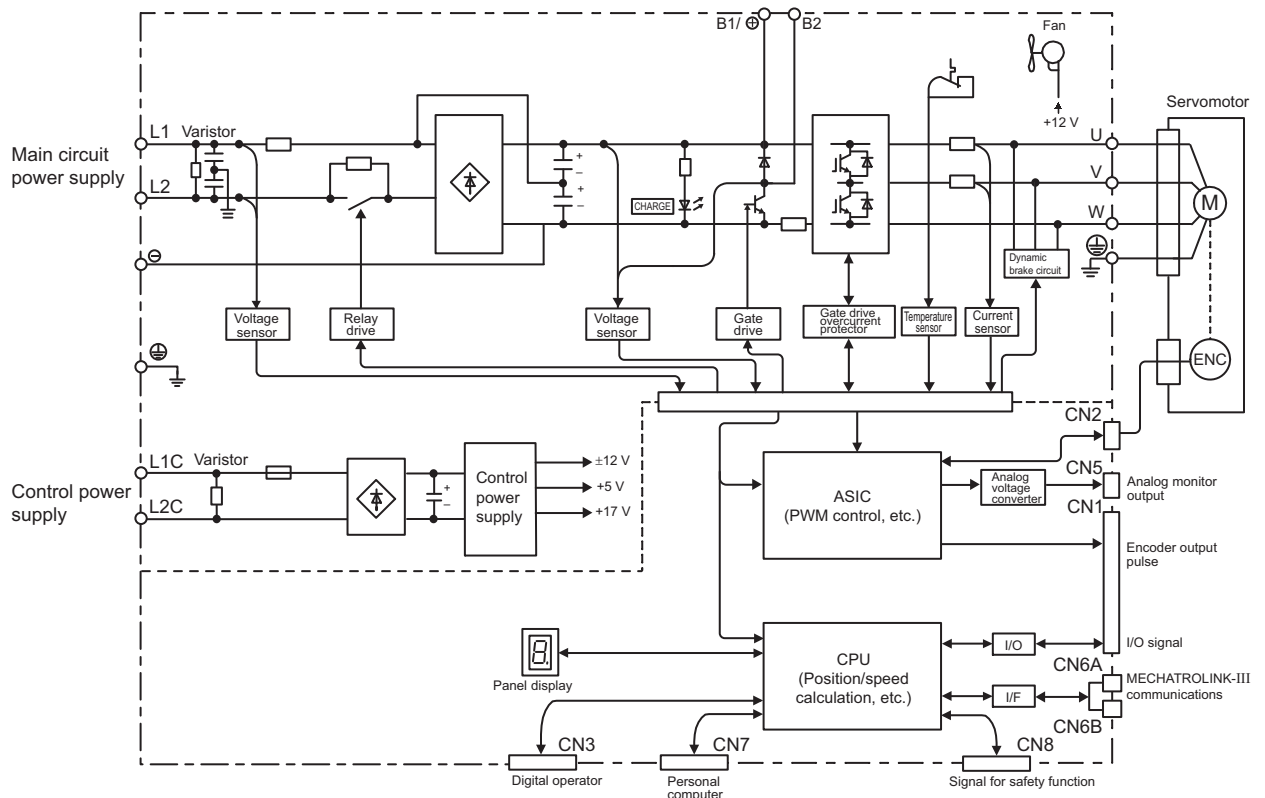 B1/ ⊕
B2
Fan
+12 V
Servomotor
Main circuit
power supply
L1
Varistor
L2
U
V
W
M
+
–
+
–
CHARGE
⊖
Dynamic
brake circuit
Voltage
sensor
Relay
drive
Voltage
sensor
Gate
drive
Gate drive
overcurrent
protector
Temperature
sensor
Current
sensor
ENC
CN2
Control power
supply
L1C
Varistor
L2C
+
–
Control
power
supply
±12 V
+5 V
+17 V
ASIC
(PWM control, etc.)
Analog
voltage
converter
CN5
Analog monitor
output
CN1
Encoder output
pulse
I/O signal
8.
Panel display
CPU
(Position/speed
calculation, etc.)
I/O
I/F
CN6A
MECHATROLINK-III
communications
CN6B
CN3
Digital operator
CN7
Personal
computer
CN8
Signal for safety function